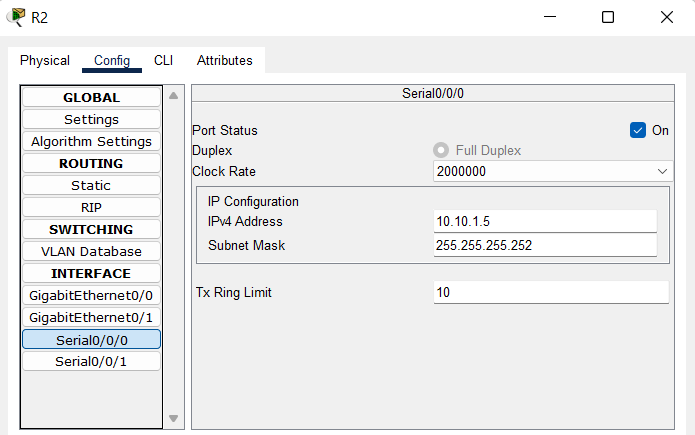 R2
Physical Config CLI Attributes
GLOBAL
Settings
Algorithm Settings
ROUTING
Static
RIP
SWITCHING
VLAN Database
INTERFACE
GigabitEthernet0/0
GigabitEthernet0/1
Serial0/0/0
Serial0/0/1
Serial0/0/0
Port Status On
Duplex Full Duplex
Clock Rate 2000000
IP Configuration
IPv4 Address 10.10.1.5
Subnet Mask 255.255.255.252
Tx Ring Limit 10